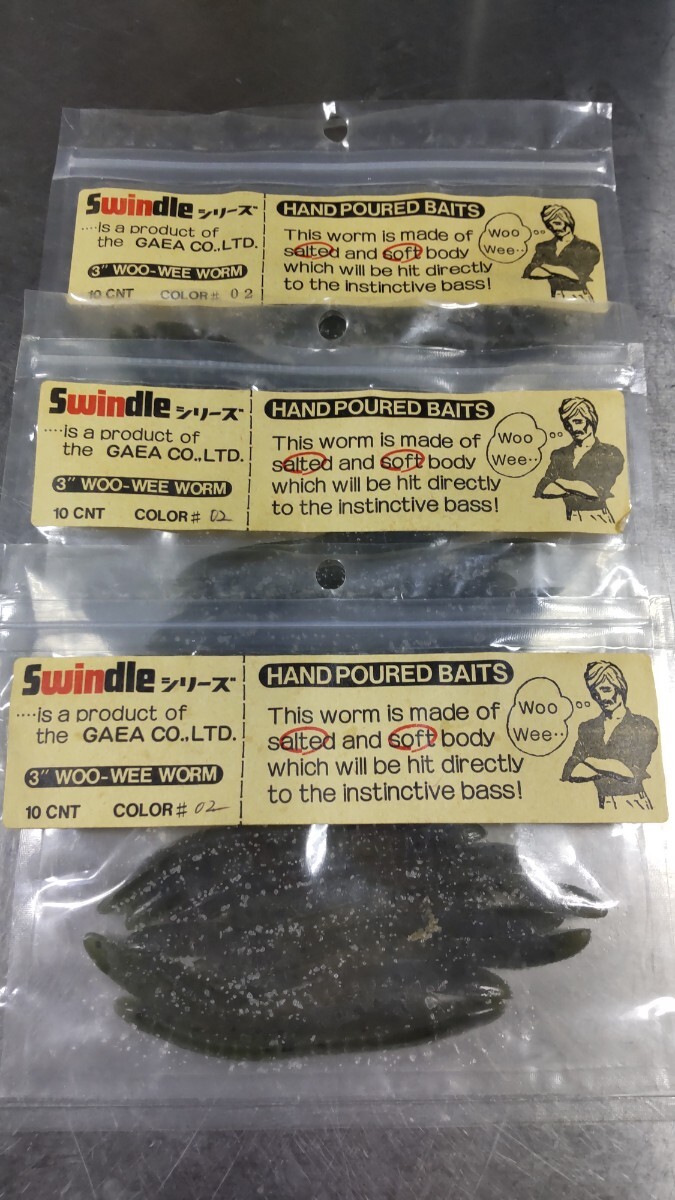 Swindle シリーズ
····is a product of
the GAEA CO.,LTD.
3" WOO-WEE WORM
10 CNT COLOR# 02
HAND POURED BAITS
This worm is made of
salted and soft body
which will be hit directly
to the instinctive bass!
Woo
Wee··
Swindle シリーズ
····is a product of
the GAEA CO.,LTD.
3" WOO-WEE WORM
10 CNT COLOR# 02
HAND POURED BAITS
This worm is made of
salted and soft body
which will be hit directly
to the instinctive bass!
Woo
Wee··
Swindle シリーズ
····is a product of
the GAEA CO.,LTD.
3" WOO-WEE WORM
10 CNT COLOR# 02
HAND POURED BAITS
This worm is made of
salted and soft body
which will be hit directly
to the instinctive bass!
Woo
Wee··